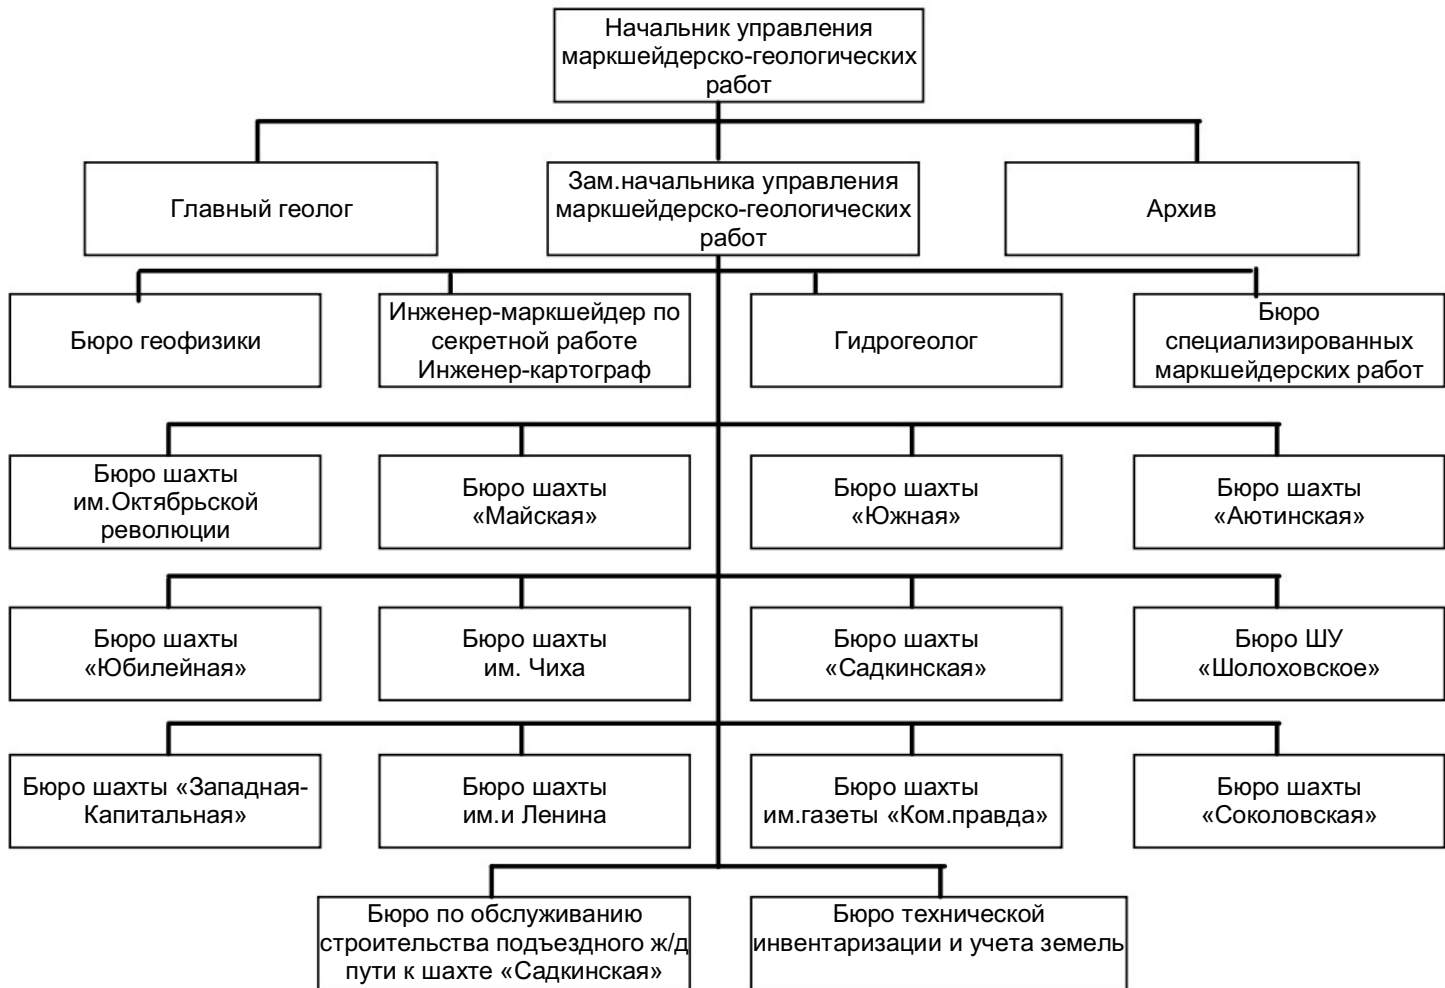 Начальник управления
маркшейдерско-геологических
работ
Главный геолог
Зам.начальника управления
маркшейдерско-геологических
работ
Архив
Бюро геофизики
Инженер-маркшейдер по
секретной работе
Инженер-картограф
Гидрогеолог
Бюро
специализированных
маркшейдерских работ
Бюро шахты
им.Октябрьской
революции
Бюро шахты
«Майская»
Бюро шахты
«Южная»
Бюро шахты
«Аютинская»
Бюро шахты
«Юбилейная»
Бюро шахты
им. Чиха
Бюро шахты
«Садкинская»
Бюро ШУ
«Шолоховское»
Бюро шахты «Западная-
Капитальная»
Бюро шахты
им.и Ленина
Бюро шахты
им.газеты «Ком.правда»
Бюро шахты
«Соколовская»
Бюро по обслуживанию
строительства подъездного ж/д
пути к шахте «Садкинская»
Бюро технической
инвентаризации и учета земель